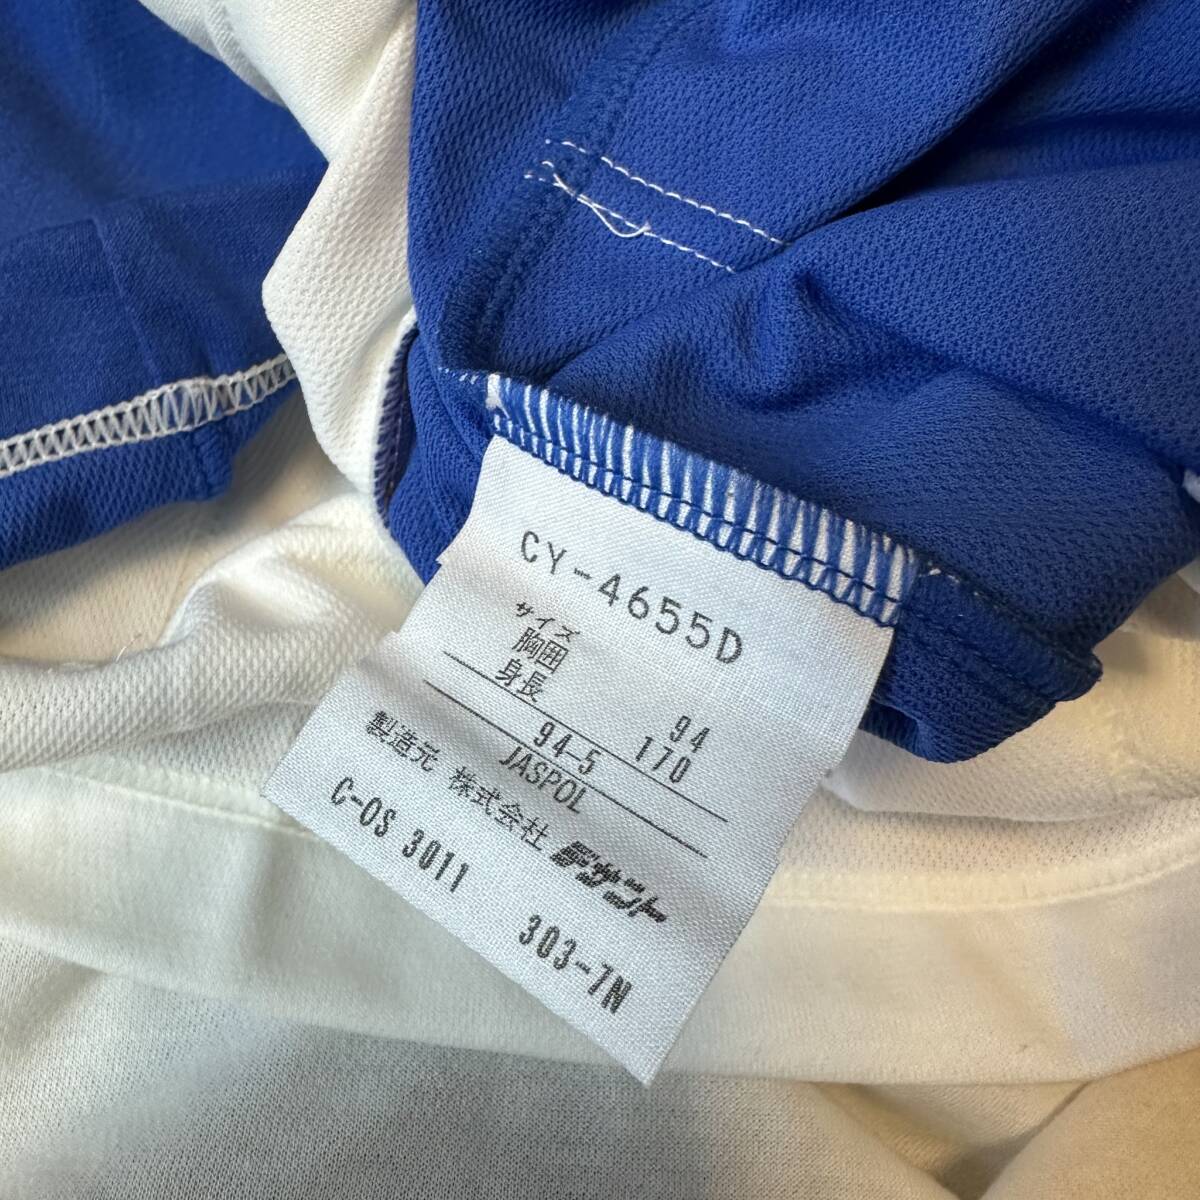 CY-4655D
サイズ
胸囲 94
身長 170
94-5
JASPOL
製造元 株式会社 デサント
C-OS 3011 303-7N